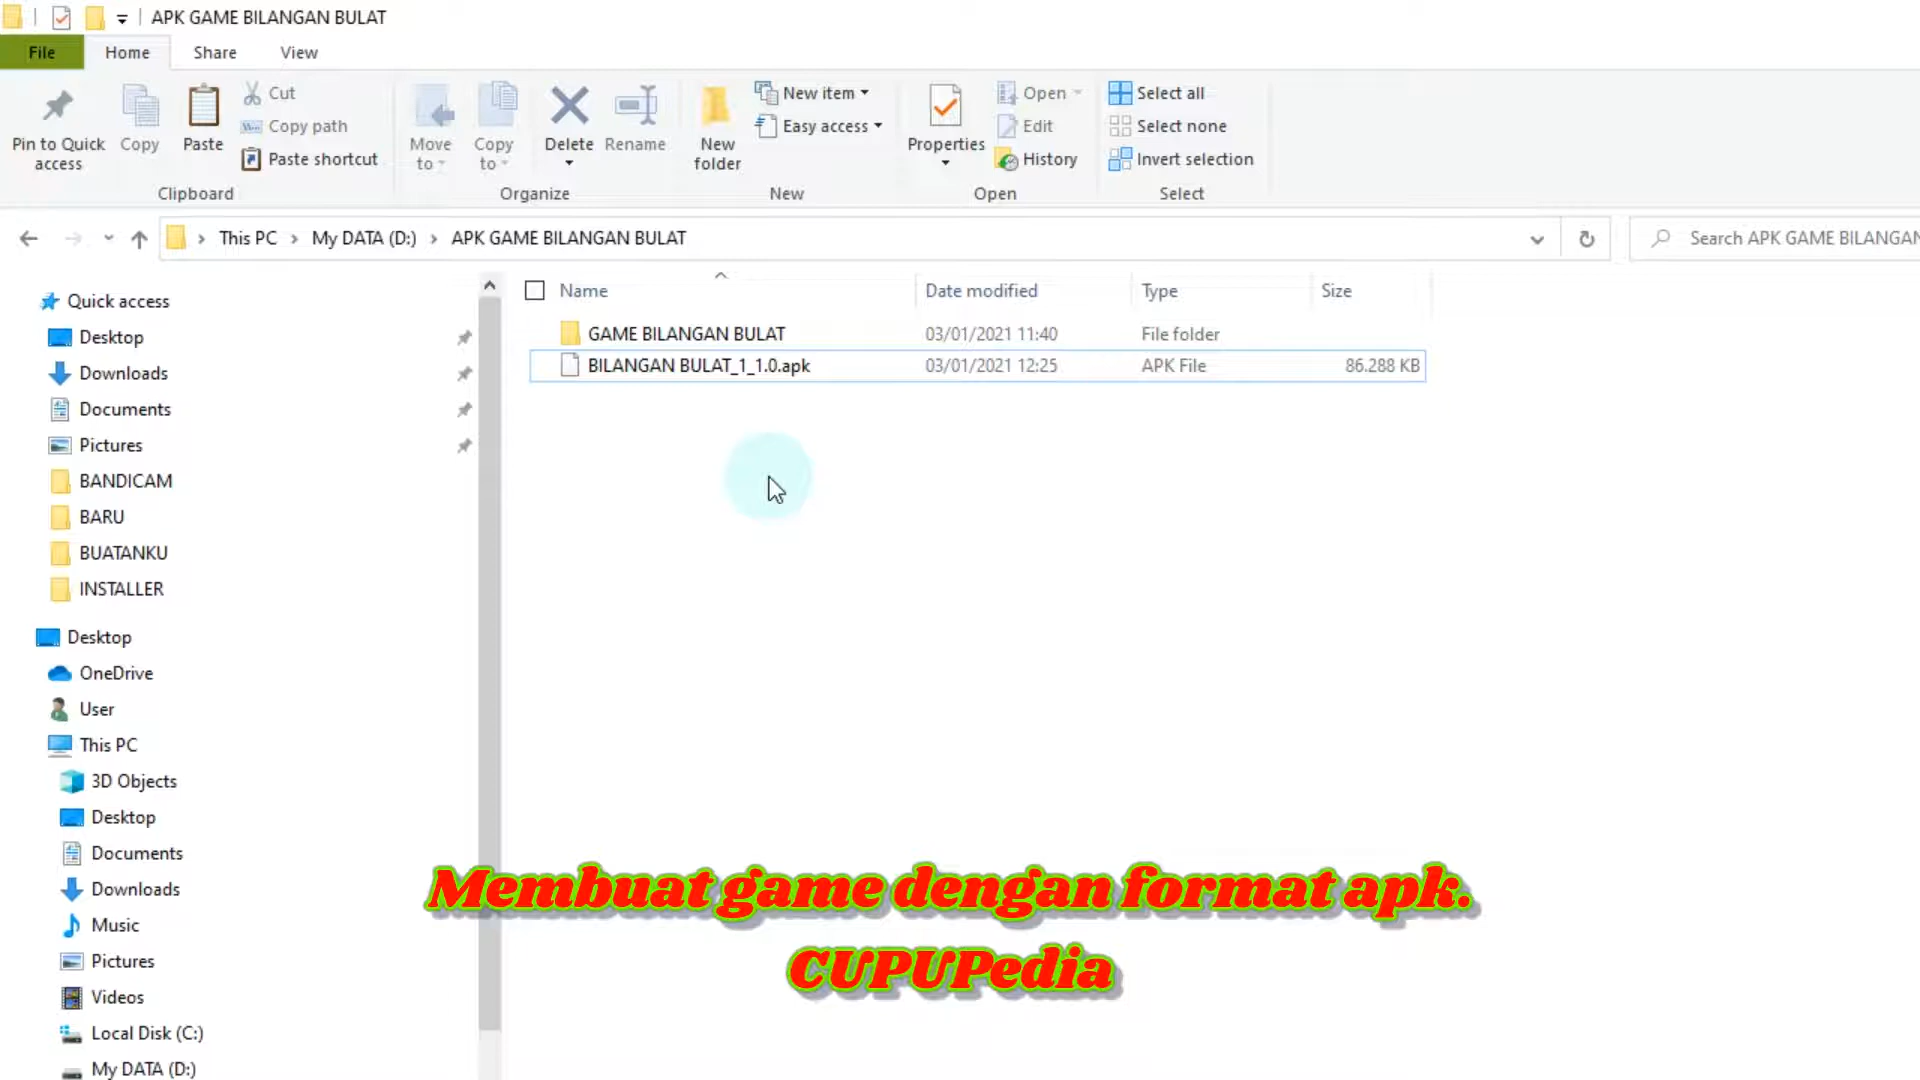 APK GAME BILANGAN BULAT
File Home Share View
Pin to Quick access
Copy
Paste
Cut
Copy path
Paste shortcut
Clipboard
Move to
Copy to
Delete
Rename
Organize
New folder
New item
Easy access
New
Properties
Open
Edit
History
Open
Select all
Select none
Invert selection
Select
This PC > My DATA (D:) > APK GAME BILANGAN BULAT
Search APK GAME BILANGAN
Quick access
Desktop
Downloads
Documents
Pictures
BANDICAM
BARU
BUATANKU
INSTALLER
Desktop
OneDrive
User
This PC
3D Objects
Desktop
Documents
Downloads
Music
Pictures
Videos
Local Disk (C:)
My DATA (D:)
Name Date modified Type Size
GAME BILANGAN BULAT 03/01/2021 11:40 File folder
BILANGAN BULAT_1_1.0.apk 03/01/2021 12:25 APK File 86.288 KB
Membuat game dengan format apk.
CUPUPedia